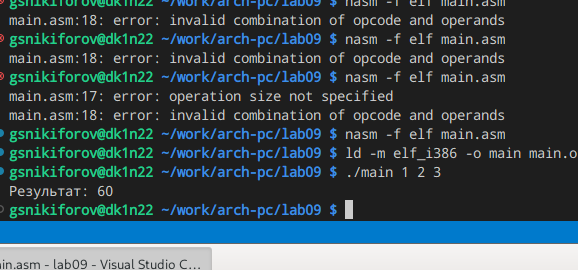 gsnikiforov@dk1n22 ~/work/arch-pc/lab09 $ nasm -f elf main.asm
main.asm:18: error: invalid combination of opcode and operands
gsnikiforov@dk1n22 ~/work/arch-pc/lab09 $ nasm -f elf main.asm
main.asm:18: error: invalid combination of opcode and operands
gsnikiforov@dk1n22 ~/work/arch-pc/lab09 $ nasm -f elf main.asm
main.asm:17: error: operation size not specified
main.asm:18: error: invalid combination of opcode and operands
gsnikiforov@dk1n22 ~/work/arch-pc/lab09 $ nasm -f elf main.asm
gsnikiforov@dk1n22 ~/work/arch-pc/lab09 $ ld -m elf_i386 -o main main.o
gsnikiforov@dk1n22 ~/work/arch-pc/lab09 $ ./main 1 2 3
Результат: 60
gsnikiforov@dk1n22 ~/work/arch-pc/lab09 $
in.asm - lab09 - Visual Studio C...